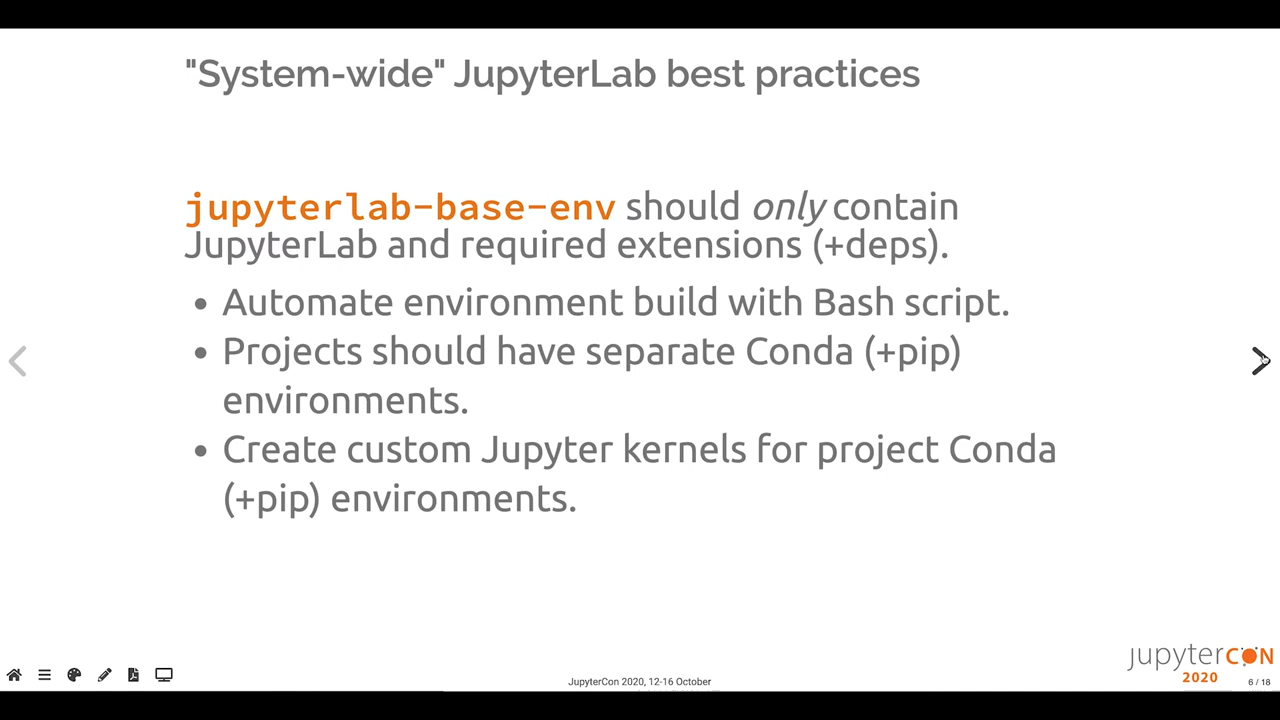 "System-wide" JupyterLab best practices
jupyterlab-base-env should only contain
JupyterLab and required extensions (+deps).
• Automate environment build with Bash script.
• Projects should have separate Conda (+pip)
environments.
• Create custom Jupyter kernels for project Conda
(+pip) environments.
jupytercon
2020
JupyterCon 2020, 12-16 October
6 / 18